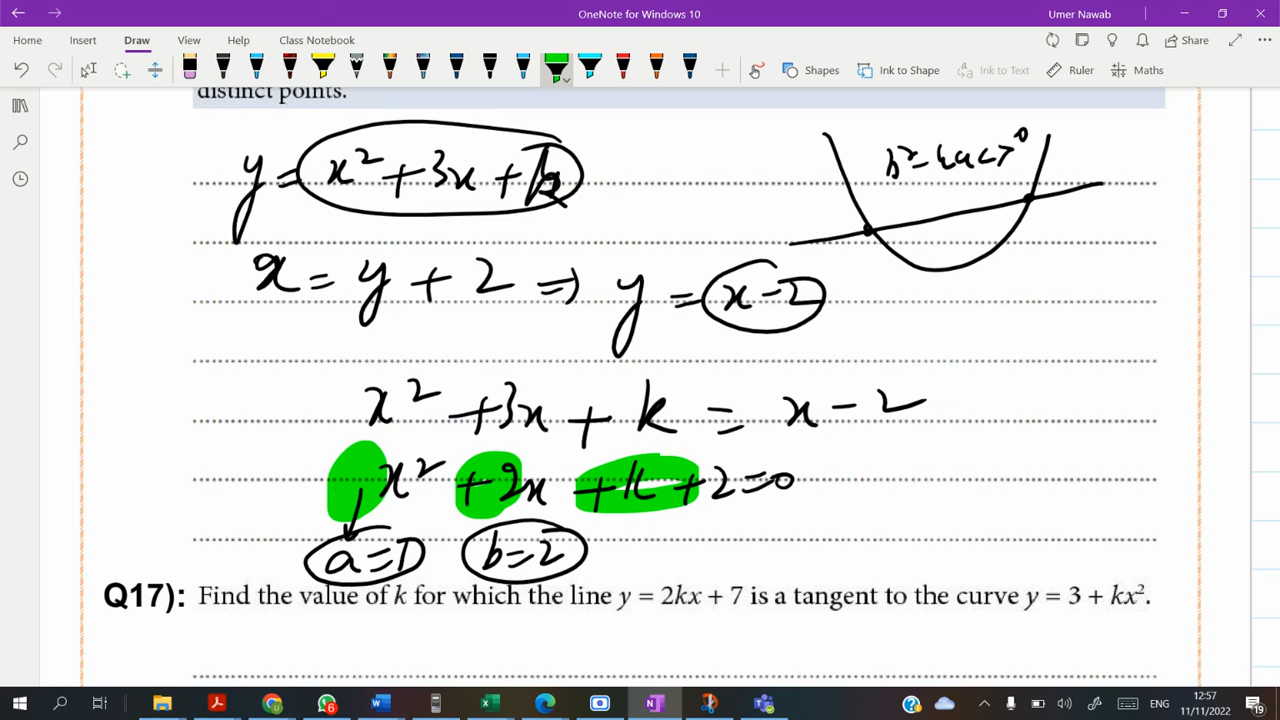 OneNote for Windows 10
Umer Nawab
Home Insert Draw View Help Class Notebook
Share
Shapes Ink to Shape Ink to Text Ruler Maths
distinct points.
y = x² + 3x + k
b² - 4ac > 0
x = y + 2 ⇒ y = x - 2
x² + 3x + k = x - 2
x² + 2x + k + 2 = 0
b = 2
Q17): Find the value of k for which the line y = 2kx + 7 is a tangent to the curve y = 3 + kx².
6
ENG
12:57
11/11/2022
19